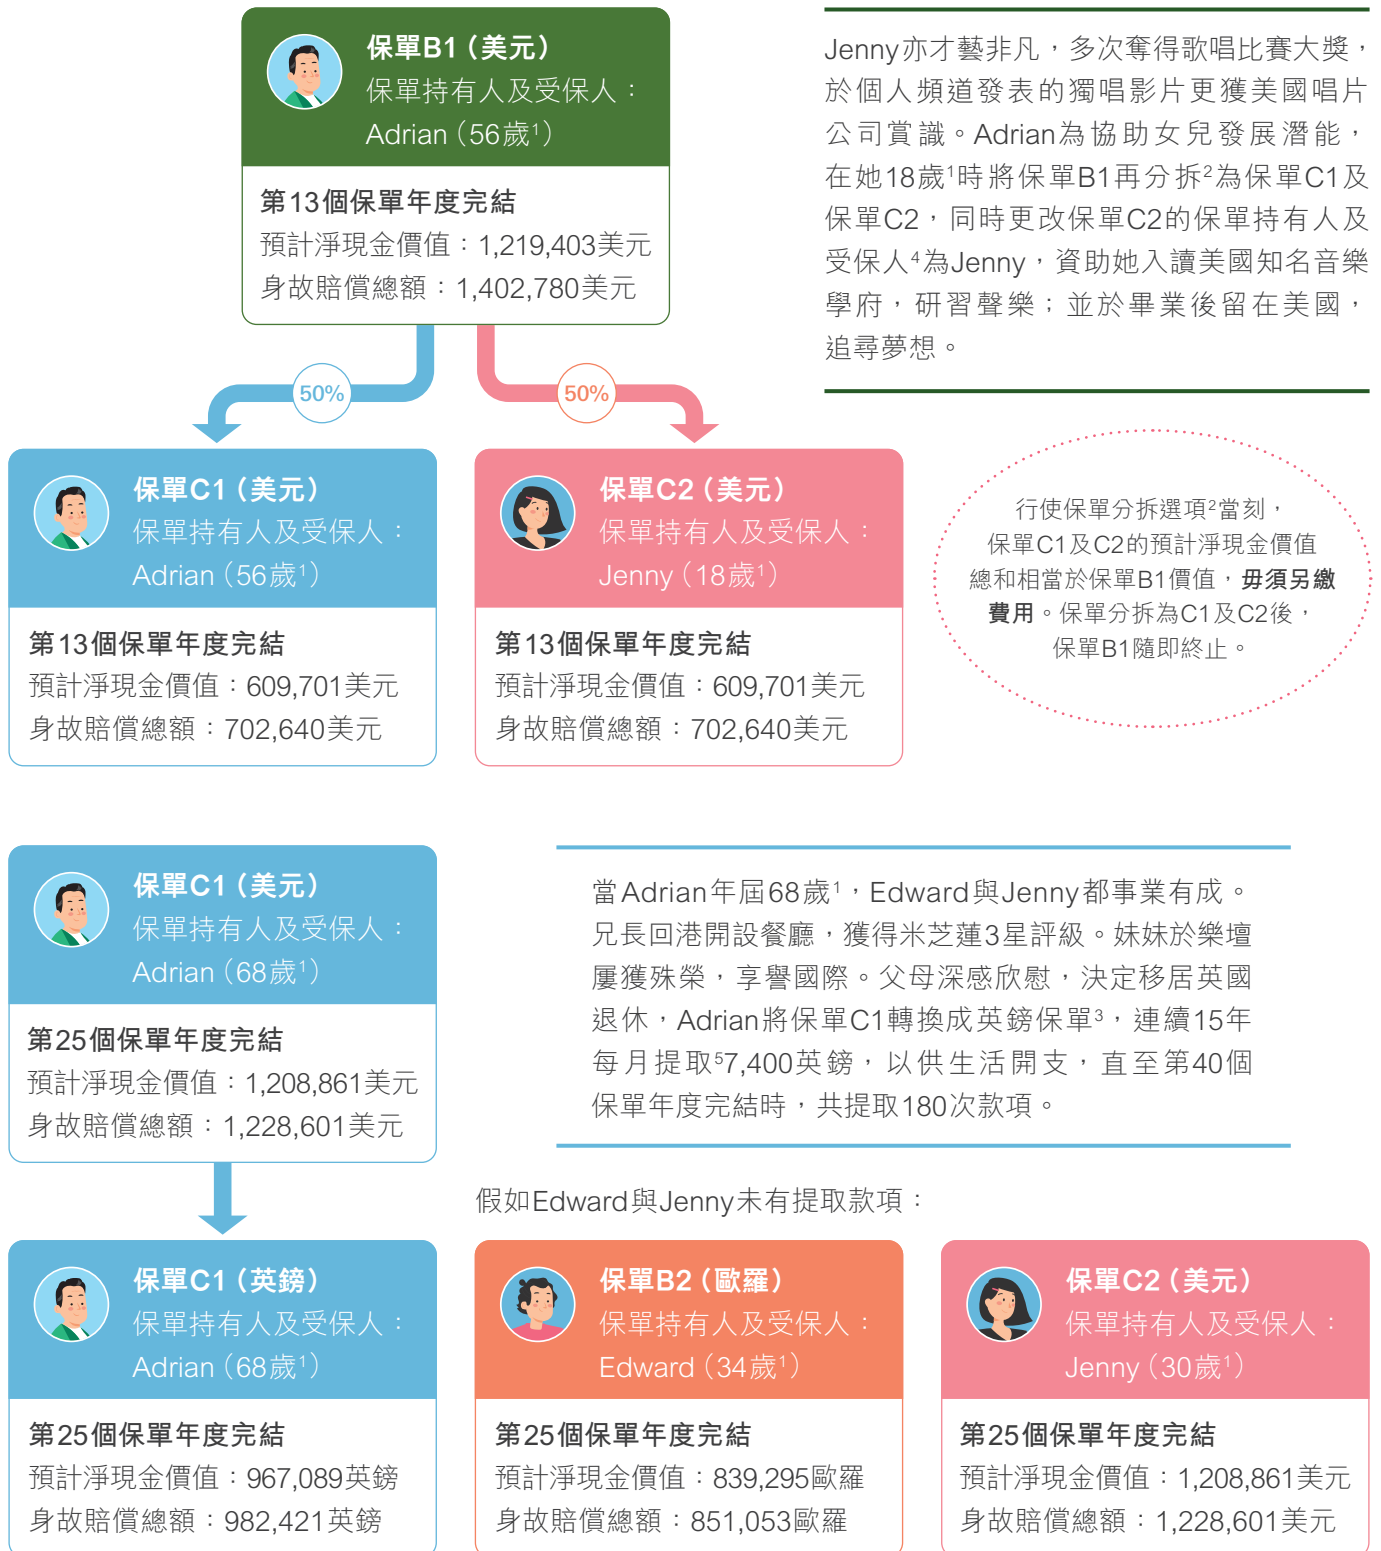 保單B1（美元）
保單持有人及受保人：
Adrian（56歲¹）
第13個保單年度完結
預計淨現金價值：1,219,403美元
身故賠償總額：1,402,780美元
Jenny亦才藝非凡，多次奪得歌唱比賽大獎，
於個人頻道發表的獨唱影片更獲美國唱片
公司賞識。Adrian為協助女兒發展潛能，
在她18歲¹時將保單B1再分拆²為保單C1及
保單C2，同時更改保單C2的保單持有人及
受保人⁴為Jenny，資助她入讀美國知名音樂
學府，研習聲樂；並於畢業後留在美國，
追尋夢想。
50%
50%
保單C1（美元）
保單持有人及受保人：
Adrian（56歲¹）
第13個保單年度完結
預計淨現金價值：609,701美元
身故賠償總額：702,640美元
保單C2（美元）
保單持有人及受保人：
Jenny（18歲¹）
第13個保單年度完結
預計淨現金價值：609,701美元
身故賠償總額：702,640美元
行使保單分拆選項²當刻，
保單C1及C2的預計淨現金價值
總和相當於保單B1價值，毋須另繳
費用。保單分拆為C1及C2後，
保單B1隨即終止。
保單C1（美元）
保單持有人及受保人：
Adrian（68歲¹）
第25個保單年度完結
預計淨現金價值：1,208,861美元
身故賠償總額：1,228,601美元
當Adrian年屆68歲¹，Edward與Jenny都事業有成。
兄長回港開設餐廳，獲得米芝蓮3星評級。妹妹於樂壇
屢獲殊榮，享譽國際。父母深感欣慰，決定移居英國
退休，Adrian將保單C1轉換成英鎊保單³，連續15年
每月提取⁵7,400英鎊，以供生活開支，直至第40個
保單年度完結時，共提取180次款項。
假如Edward與Jenny未有提取款項：
保單C1（英鎊）
保單持有人及受保人：
Adrian（68歲¹）
第25個保單年度完結
預計淨現金價值：967,089英鎊
身故賠償總額：982,421英鎊
保單B2（歐羅）
保單持有人及受保人：
Edward（34歲¹）
第25個保單年度完結
預計淨現金價值：839,295歐羅
身故賠償總額：851,053歐羅
保單C2（美元）
保單持有人及受保人：
Jenny（30歲¹）
第25個保單年度完結
預計淨現金價值：1,208,861美元
身故賠償總額：1,228,601美元